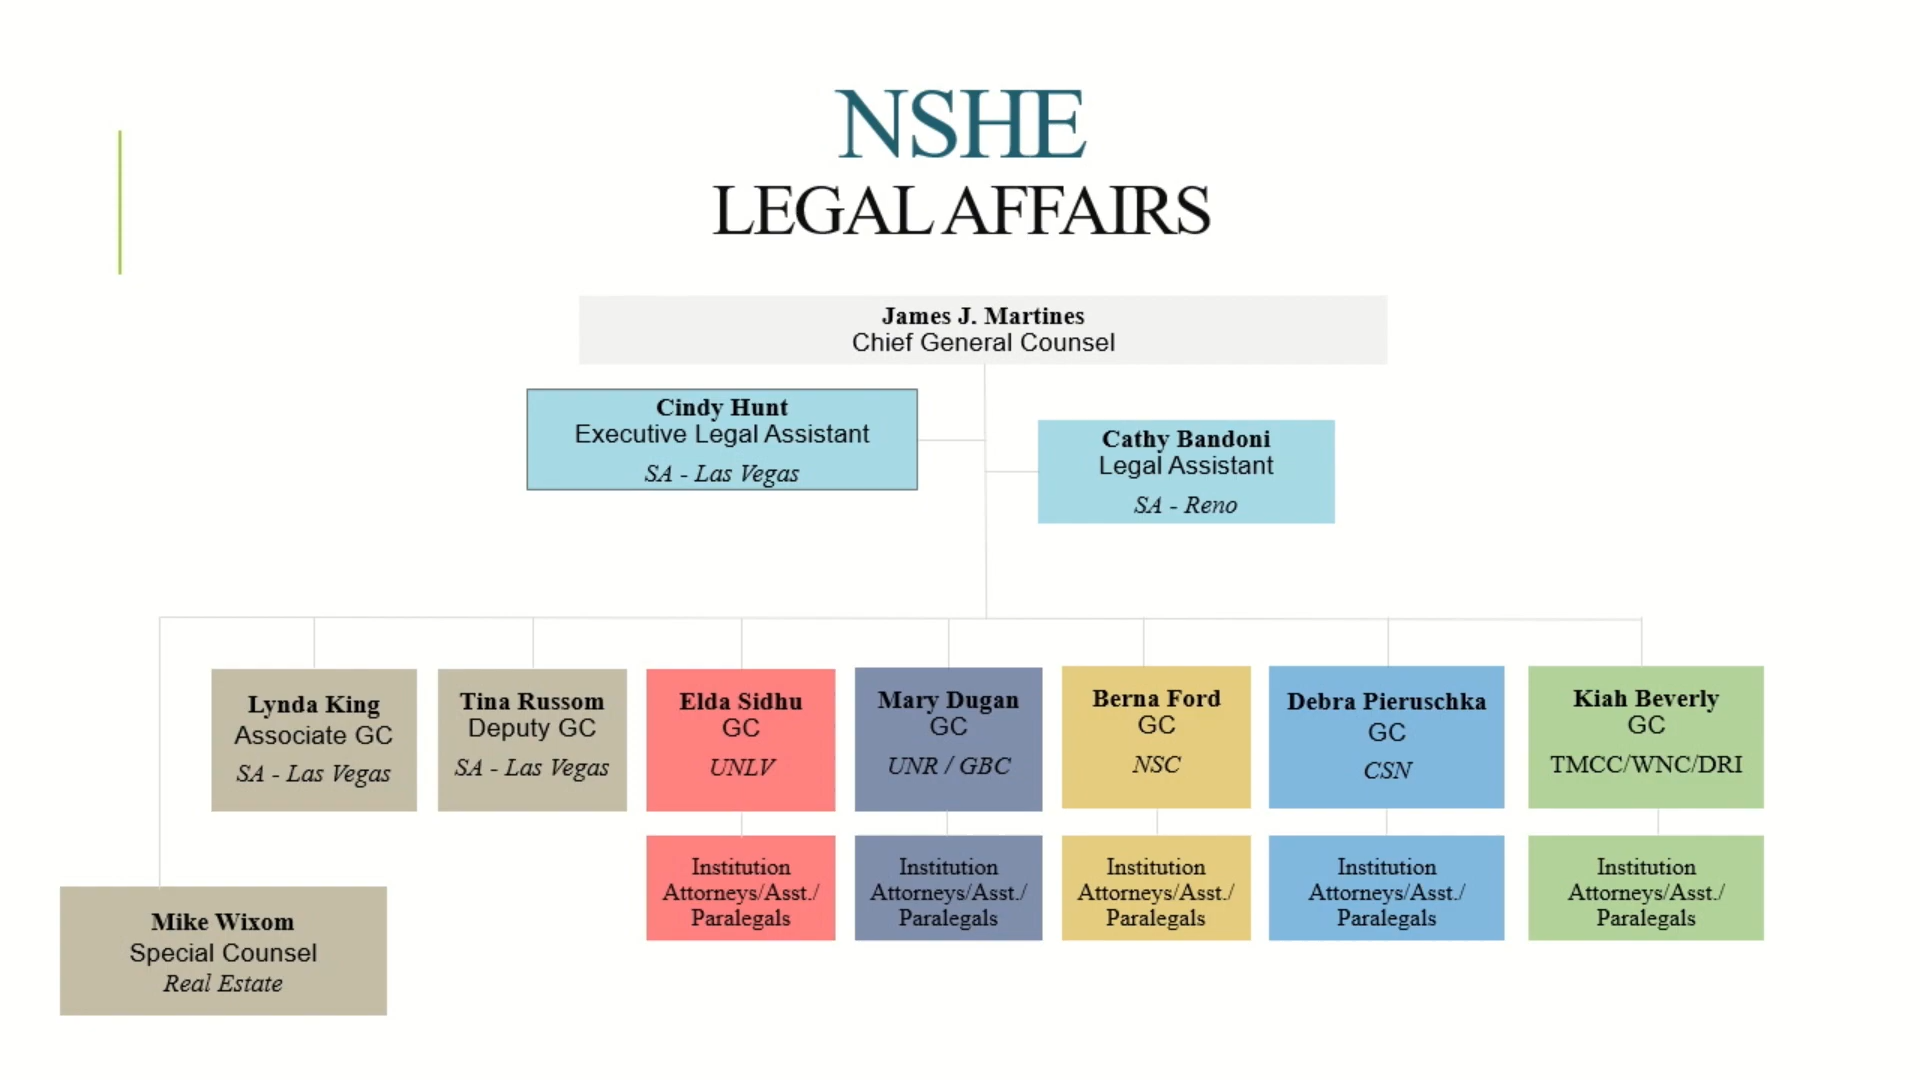 NSHE
LEGAL AFFAIRS
James J. Martines
Chief General Counsel
Cindy Hunt
Executive Legal Assistant
SA - Las Vegas
Cathy Bandoni
Legal Assistant
SA - Reno
Lynda King
Associate GC
SA - Las Vegas
Tina Russom
Deputy GC
SA - Las Vegas
Elda Sidhu
GC
UNLV
Mary Dugan
GC
UNR / GBC
Berna Ford
GC
NSC
Debra Pieruschka
GC
CSN
Kiah Beverly
GC
TMCC/WNC/DRI
Institution
Attorneys/Asst./
Paralegals
Institution
Attorneys/Asst./
Paralegals
Institution
Attorneys/Asst./
Paralegals
Institution
Attorneys/Asst./
Paralegals
Institution
Attorneys/Asst./
Paralegals
Mike Wixom
Special Counsel
Real Estate